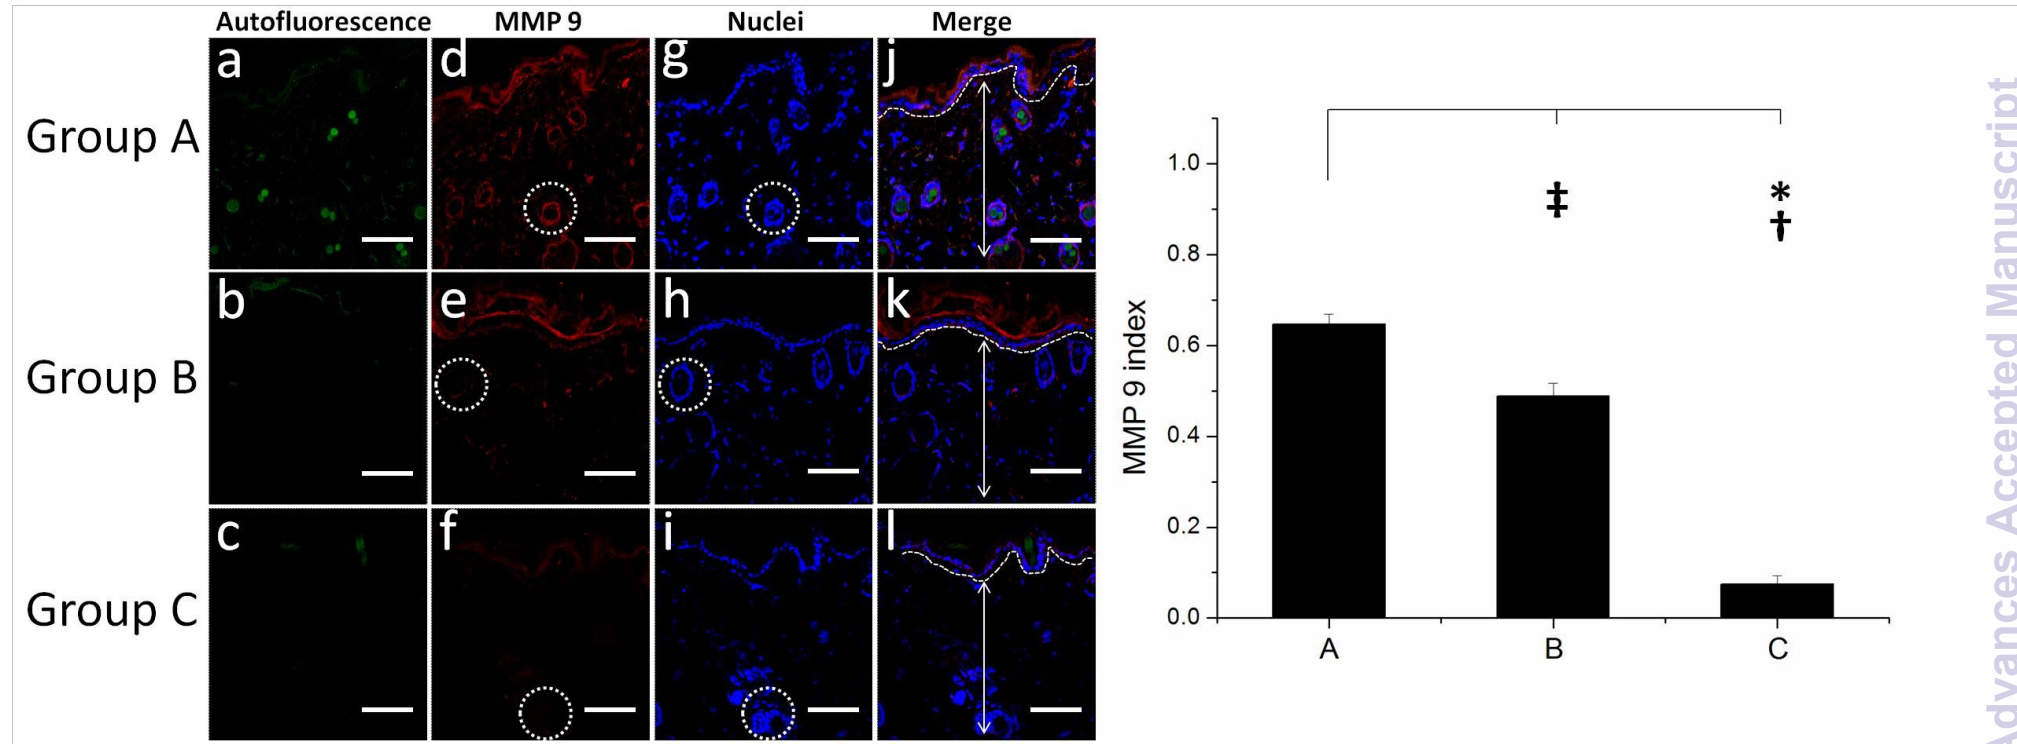 Autofluorescence MMP 9 Nuclei Merge
Group A
a d g j
Group B
b e h k
Group C
c f i l
MMP 9 index
1.0
0.8
0.6
0.4
0.2
0.0
‡
*
†
A B C
Advances Accepted Manuscript